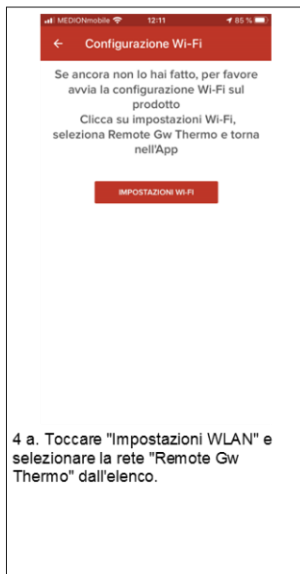 MEDIONmobile 12:11 85 %
← Configurazione Wi-Fi
Se ancora non lo hai fatto, per favore
avvia la configurazione Wi-Fi sul
prodotto
Clicca su impostazioni Wi-Fi,
seleziona Remote Gw Thermo e torna
nell'App
IMPOSTAZIONI WI-FI
4 a. Toccare "Impostazioni WLAN" e
selezionare la rete "Remote Gw
Thermo" dall'elenco.